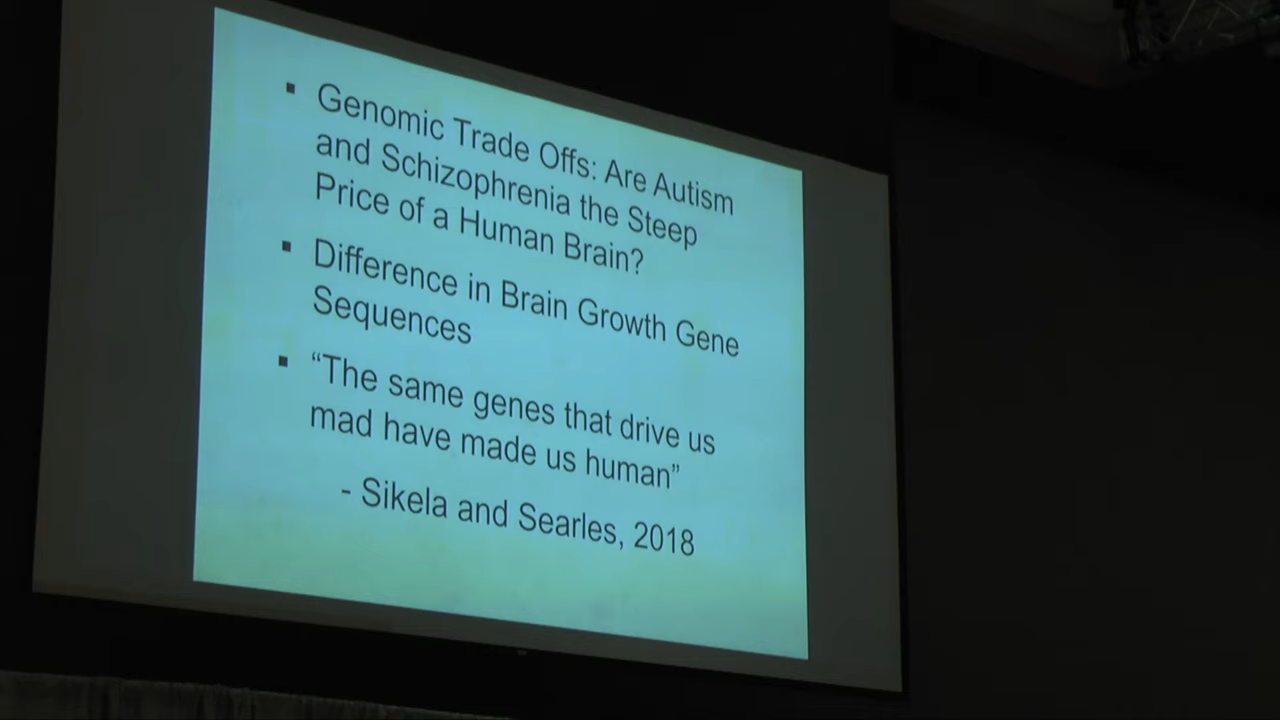 ▪ Genomic Trade Offs: Are Autism
and Schizophrenia the Steep
Price of a Human Brain?
▪ Difference in Brain Growth Gene
Sequences
▪ “The same genes that drive us
mad have made us human”
- Sikela and Searles, 2018